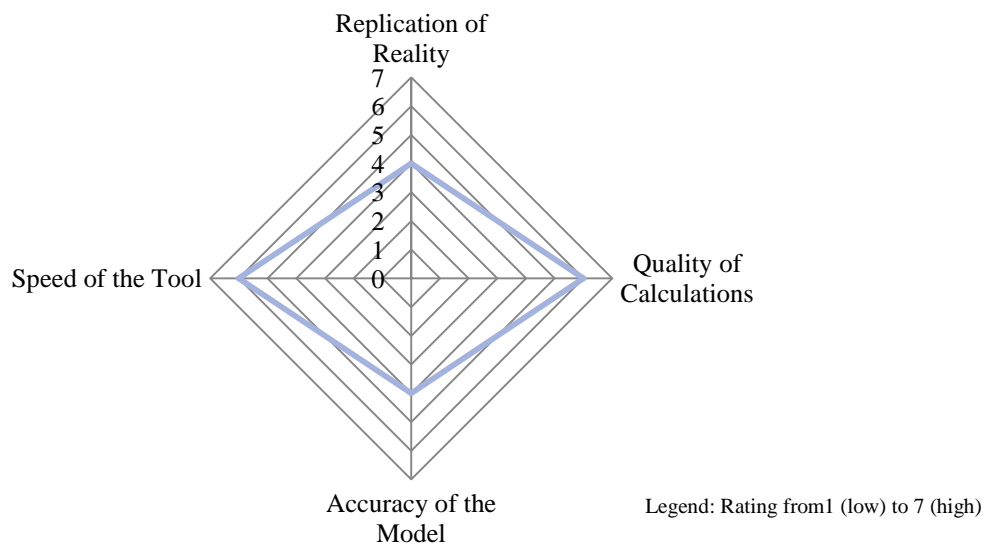 Replication of
Reality
7
6
5
4
3
2
1
0
Speed of the Tool
Quality of
Calculations
Accuracy of the
Model
Legend: Rating from1 (low) to 7 (high)